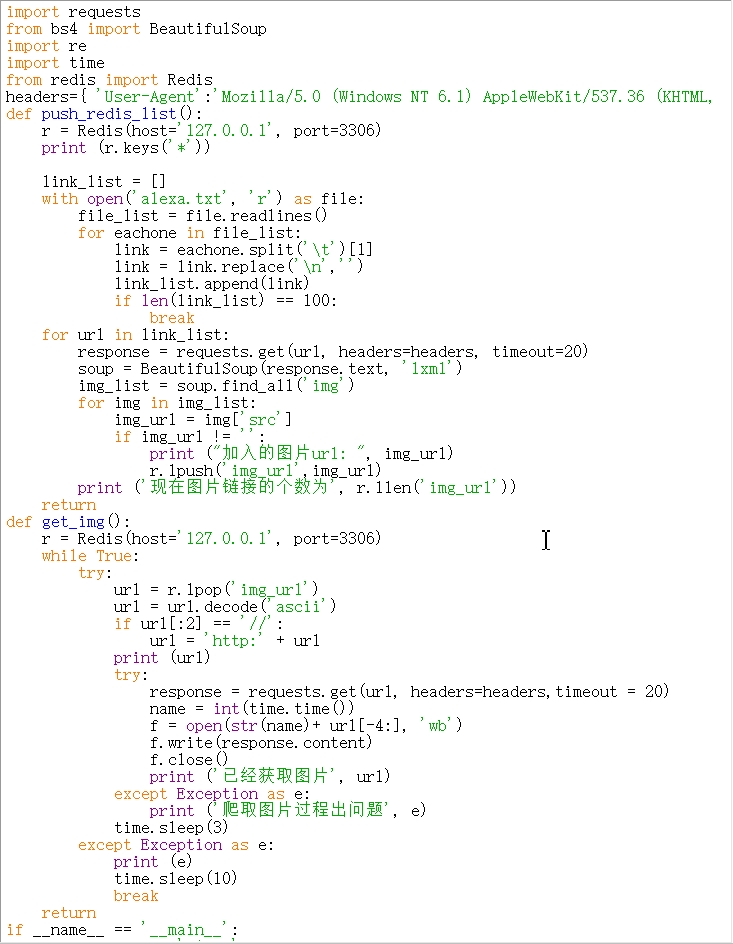 import requests
from bs4 import BeautifulSoup
import re
import time
from redis import Redis
headers={ 'User-Agent':'Mozilla/5.0 (Windows NT 6.1) AppleWebKit/537.36 (KHTML,
def push_redis_list():
    r = Redis(host='127.0.0.1', port=3306)
    print (r.keys('*'))

    link_list = []
    with open('alexa.txt', 'r') as file:
        file_list = file.readlines()
        for eachone in file_list:
            link = eachone.split('\t')[1]
            link = link.replace('\n','')
            link_list.append(link)
            if len(link_list) == 100:
                break
    for url in link_list:
        response = requests.get(url, headers=headers, timeout=20)
        soup = BeautifulSoup(response.text, 'lxml')
        img_list = soup.find_all('img')
        for img in img_list:
            img_url = img['src']
            if img_url != '':
                print ("加入的图片url: ", img_url)
                r.lpush('img_url',img_url)
        print ('现在图片链接的个数为', r.llen('img_url'))
    return
def get_img():
    r = Redis(host='127.0.0.1', port=3306)
    while True:
        try:
            url = r.lpop('img_url')
            url = url.decode('ascii')
            if url[:2] == '//':
                url = 'http:' + url
            print (url)
            try:
                response = requests.get(url, headers=headers,timeout = 20)
                name = int(time.time())
                f = open(str(name)+ url[-4:], 'wb')
                f.write(response.content)
                f.close()
                print ('已经获取图片', url)
            except Exception as e:
                print ('爬取图片过程出问题', e)
            time.sleep(3)
        except Exception as e:
            print (e)
            time.sleep(10)
            break
    return
if __name__ == '__main__':